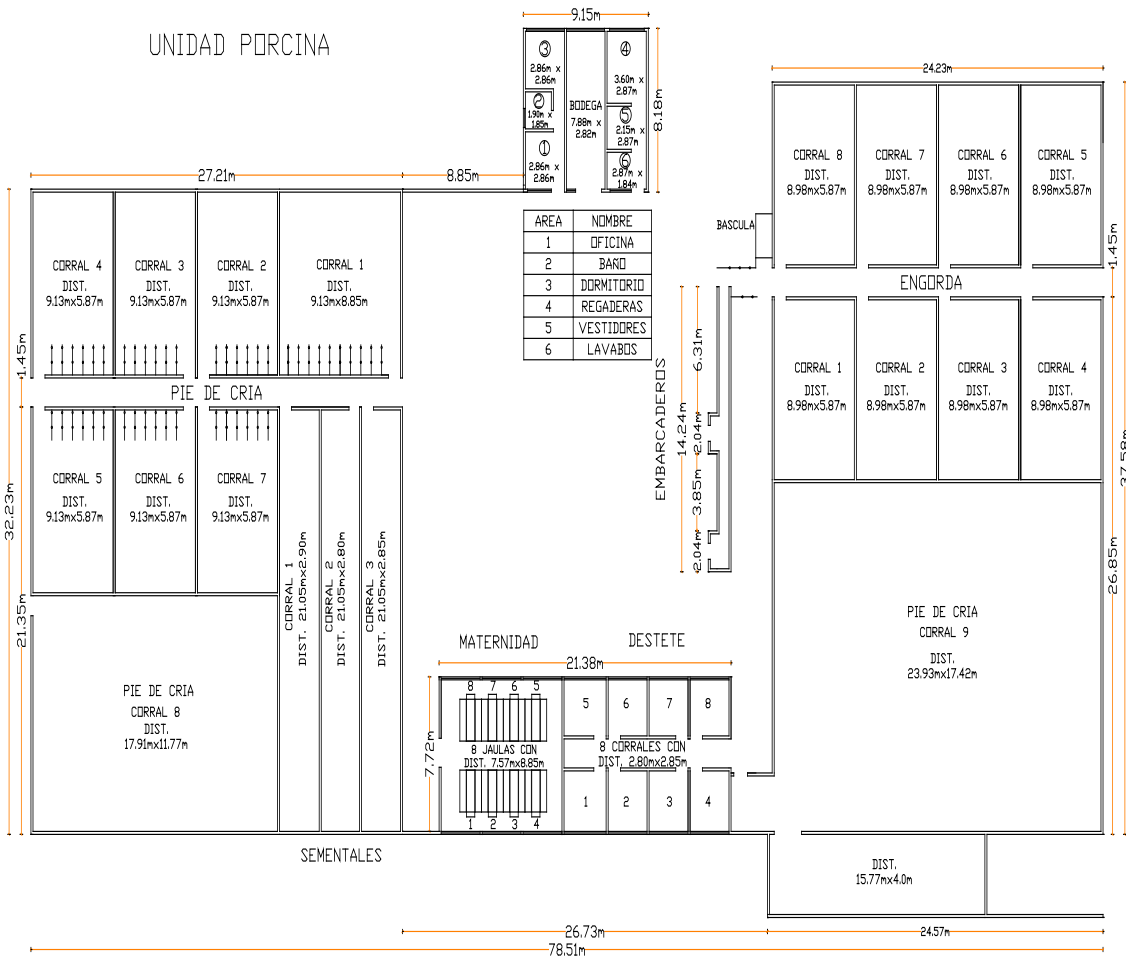 UNIDAD PORCINA
9.15m
3
2.86m x
2.86m
2
1.90m x
1.85m
1
2.86m x
2.86m
BODEGA
7.88m x
2.82m
4
3.60m x
2.87m
5
2.15m x
2.87m
6
2.87m x
1.84m
8.18m
24.23m
27.21m
8.85m
CORRAL 8
DIST.
8.98mx5.87m
CORRAL 7
DIST.
8.98mx5.87m
CORRAL 6
DIST.
8.98mx5.87m
CORRAL 5
DIST.
8.98mx5.87m
BASCULA
AREA NOMBRE
1 OFICINA
2 BAÑO
3 DORMITORIO
4 REGADERAS
5 VESTIDORES
6 LAVABOS
CORRAL 4
DIST.
9.13mx5.87m
CORRAL 3
DIST.
9.13mx5.87m
CORRAL 2
DIST.
9.13mx5.87m
CORRAL 1
DIST.
9.13mx8.85m
1.45m
ENGORDA
1.45m
PIE DE CRIA
EMBARCADEROS
14.24m
6.31m
2.04m
3.85m
2.04m
CORRAL 1
DIST.
8.98mx5.87m
CORRAL 2
DIST.
8.98mx5.87m
CORRAL 3
DIST.
8.98mx5.87m
CORRAL 4
DIST.
8.98mx5.87m
37.58m
26.85m
CORRAL 5
DIST.
9.13mx5.87m
CORRAL 6
DIST.
9.13mx5.87m
CORRAL 7
DIST.
9.13mx5.87m
32.23m
21.35m
CORRAL 1
DIST. 21.05mx2.90m
CORRAL 2
DIST. 21.05mx2.80m
CORRAL 3
DIST. 21.05mx2.85m
PIE DE CRIA
CORRAL 9
DIST.
23.93mx17.42m
MATERNIDAD
DESTETE
21.38m
PIE DE CRIA
CORRAL 8
DIST.
17.91mx11.77m
7.72m
8 7 6 5
8 JAULAS CON
DIST. 7.57mx8.85m
1 2 3 4
5 6 7 8
8 CORRALES CON
DIST. 2.80mx2.85m
1 2 3 4
SEMENTALES
DIST.
15.77mx4.0m
26.73m
24.57m
78.51m